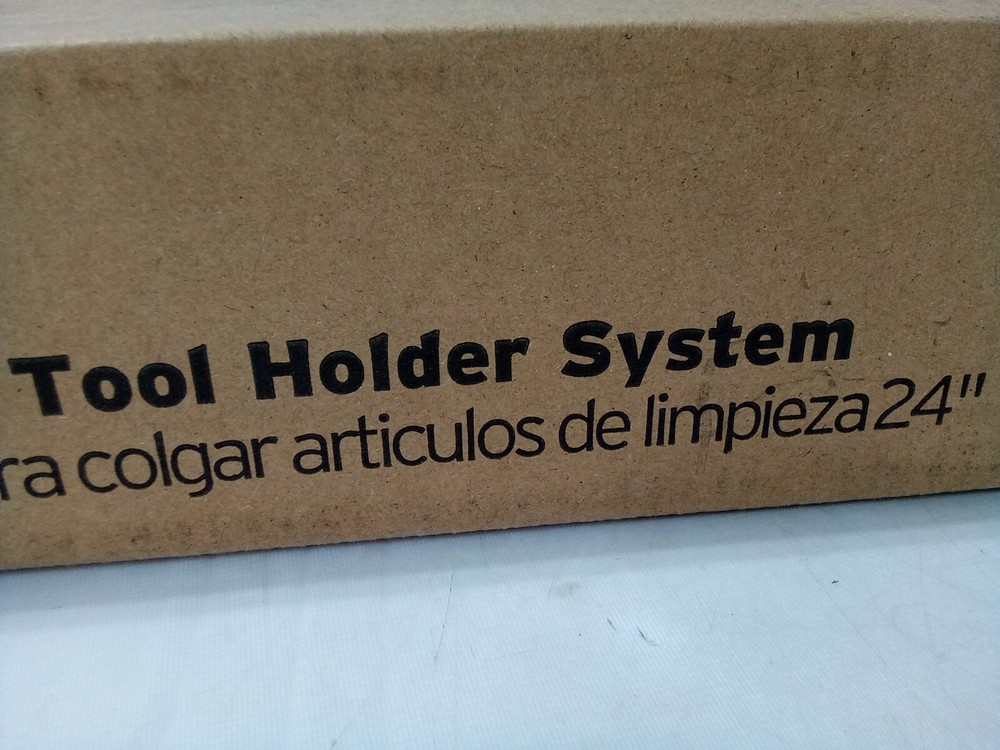 Tool Holder System
ra colgar articulos de limpieza 24"